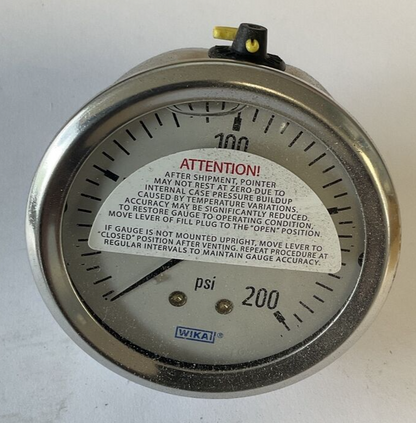 100
ATTENTION!
AFTER SHIPMENT, POINTER
MAY NOT REST AT ZERO DUE TO
INTERNAL CASE PRESSURE BUILDUP
CAUSED BY TEMPERATURE VARIATIONS.
ACCURACY MAY BE SIGNIFICANTLY REDUCED.
TO RESTORE GAUGE TO OPERATING CONDITION,
MOVE LEVER OF FILL PLUG TO THE "OPEN" POSITION.
IF GAUGE IS NOT MOUNTED UPRIGHT, MOVE LEVER TO
"CLOSED" POSITION AFTER VENTING. REPEAT PROCEDURE AT
REGULAR INTERVALS TO MAINTAIN GAUGE ACCURACY.
psi
200
WIKA ®